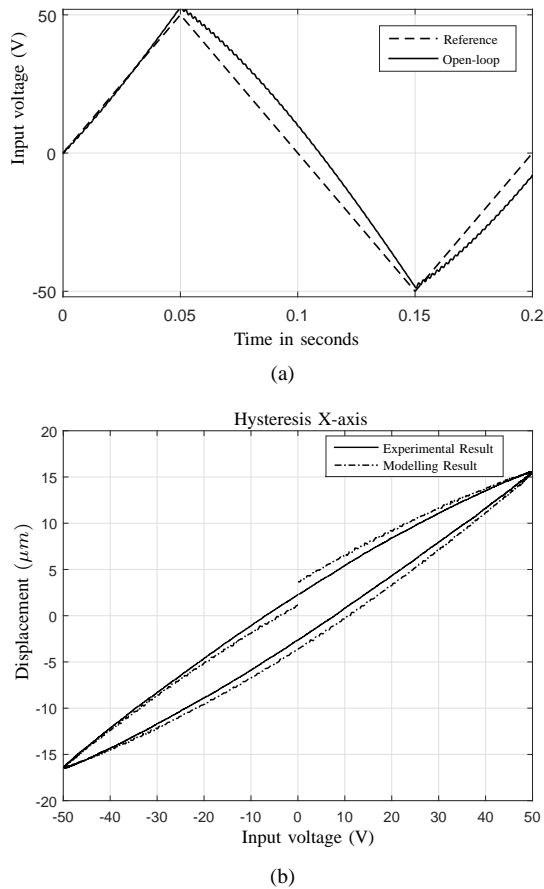 50
0
-50
Input voltage (V)
Reference
Open-loop
0 0.05 0.1 0.15 0.2
Time in seconds
(a)
Hysteresis X-axis
20
15
10
5
0
-5
-10
-15
-20
Displacement (μm)
Experimental Result
Modelling Result
-50 -40 -30 -20 -10 0 10 20 30 40 50
Input voltage (V)
(b)